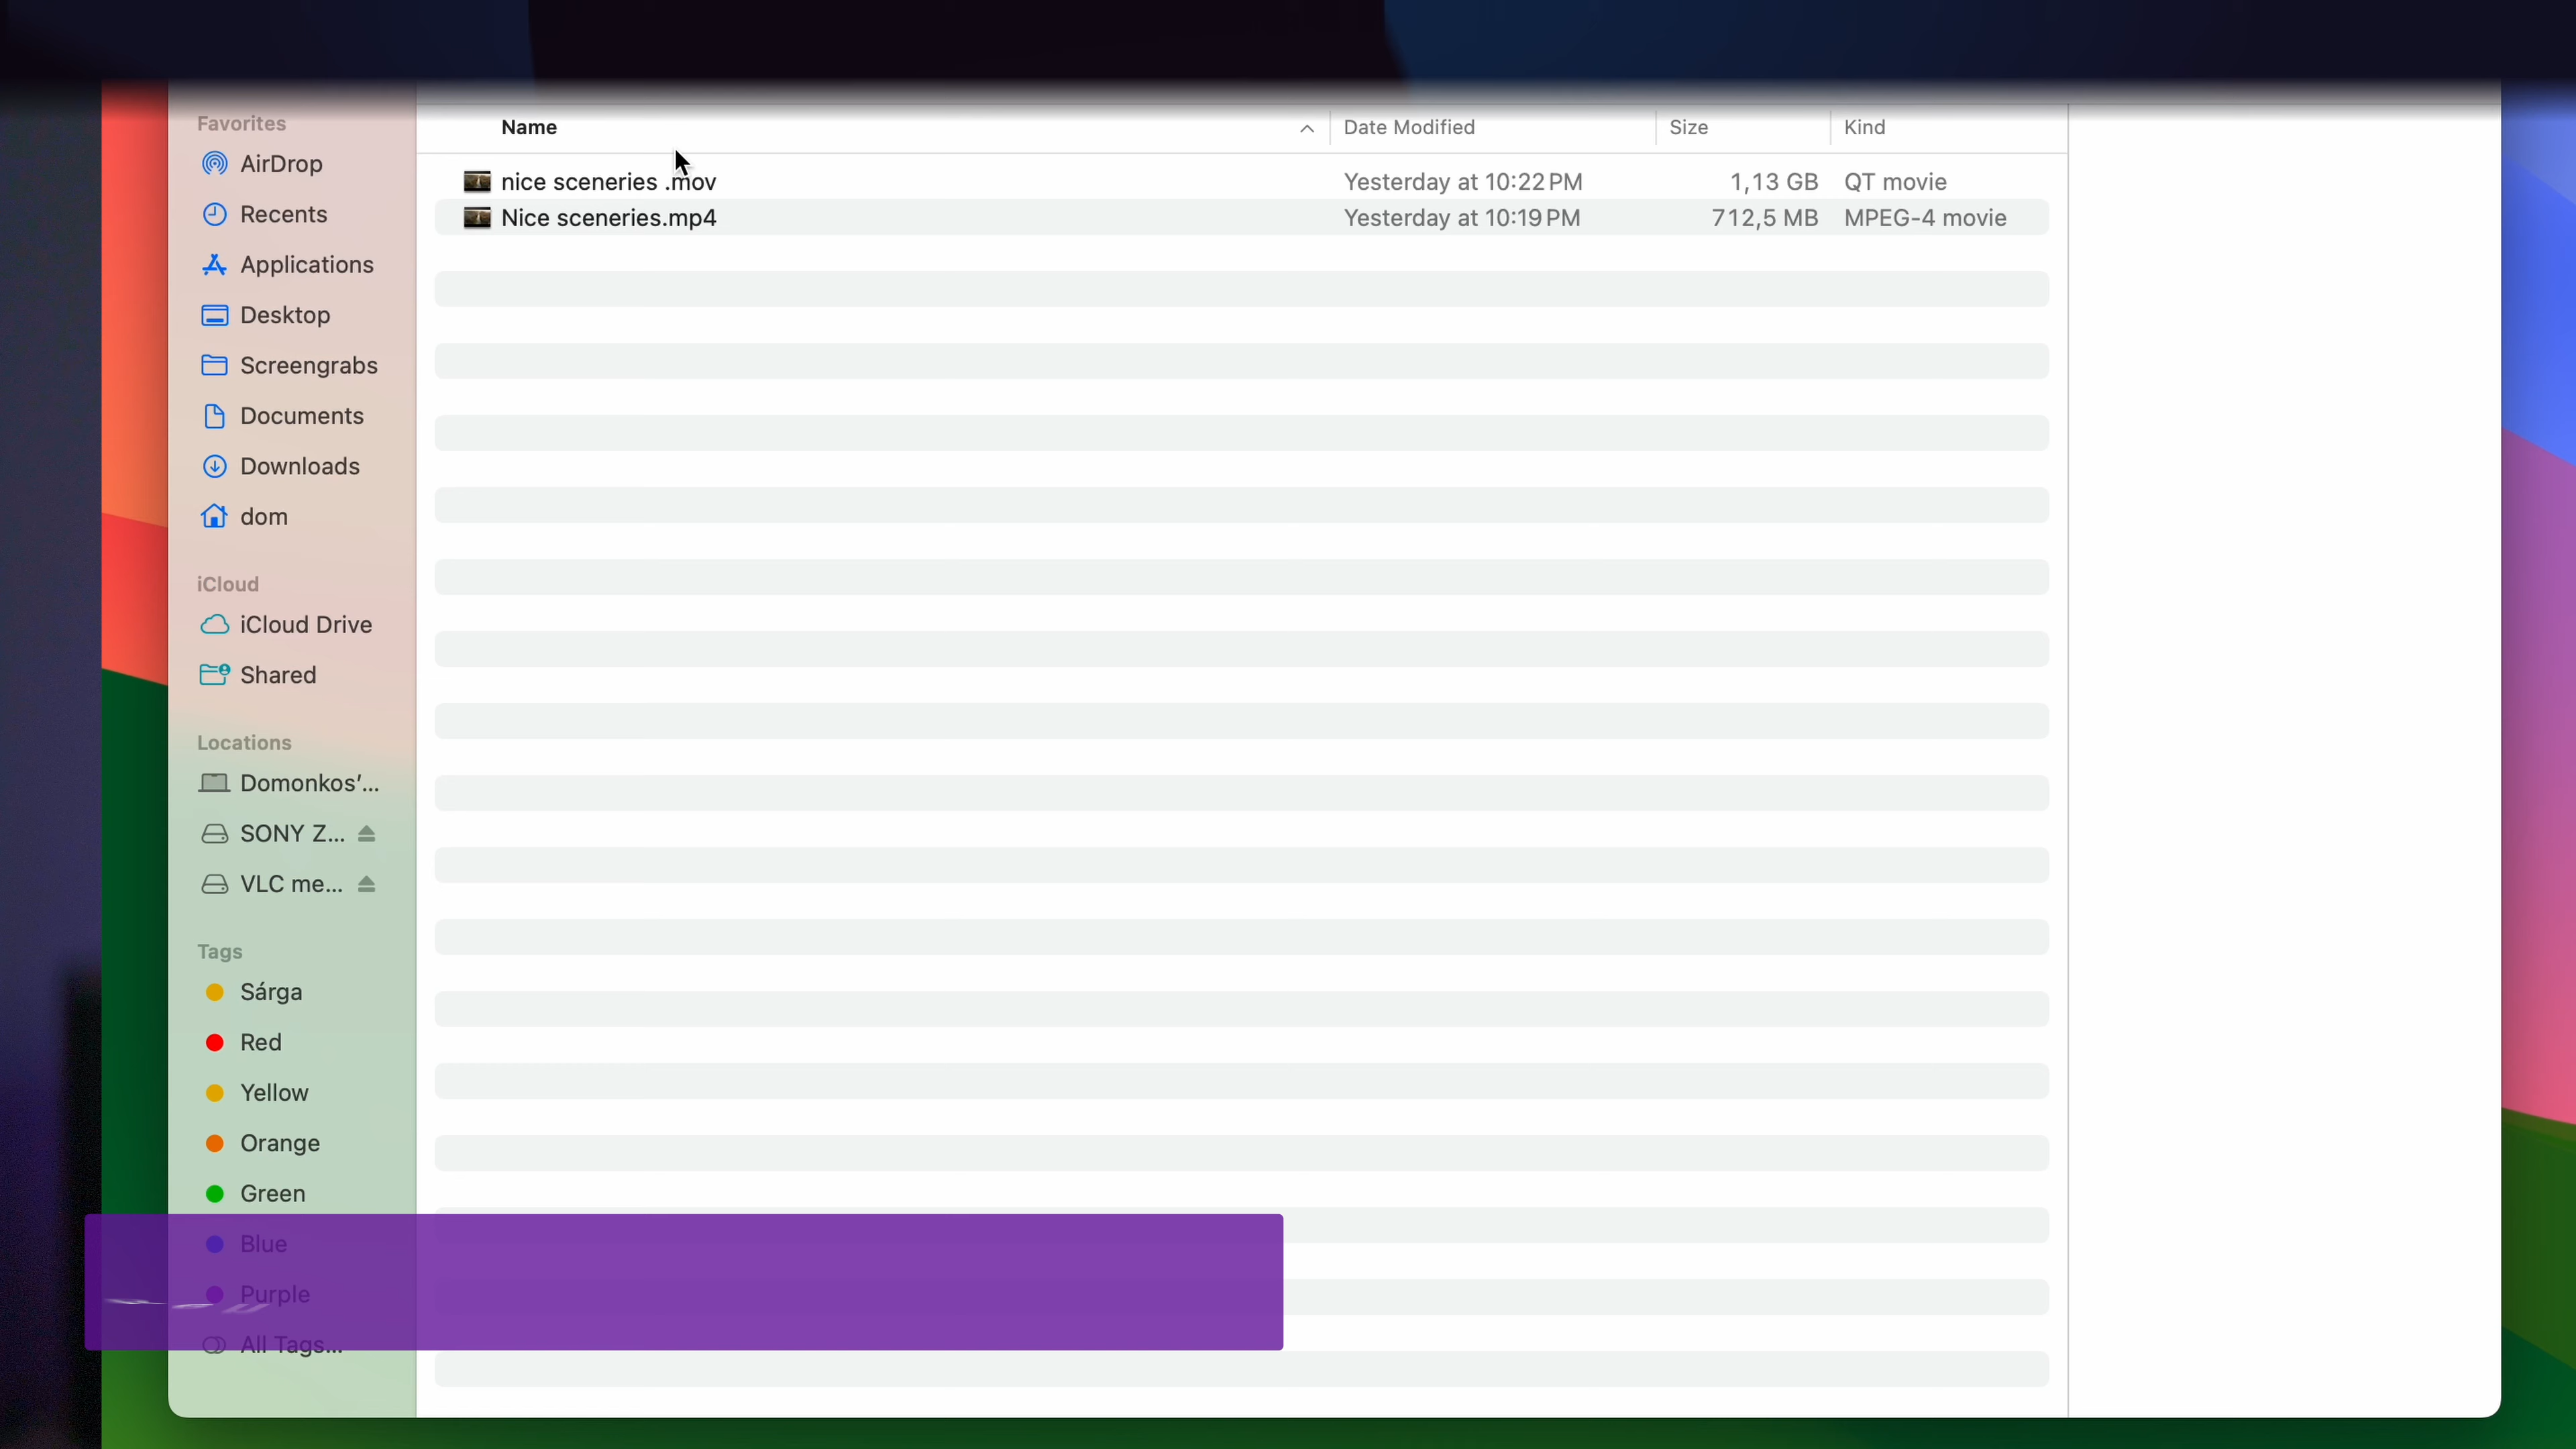 Favorites
AirDrop
Recents
Applications
Desktop
Screengrabs
Documents
Downloads
dom
iCloud
iCloud Drive
Shared
Locations
Domonkos’...
SONY Z...
VLC me...
Tags
Sárga
Red
Yellow
Orange
Green
Blue
Purple
All Tags...
Name Date Modified Size Kind
nice sceneries .mov Yesterday at 10:22 PM 1,13 GB QT movie
Nice sceneries.mp4 Yesterday at 10:19 PM 712,5 MB MPEG-4 movie